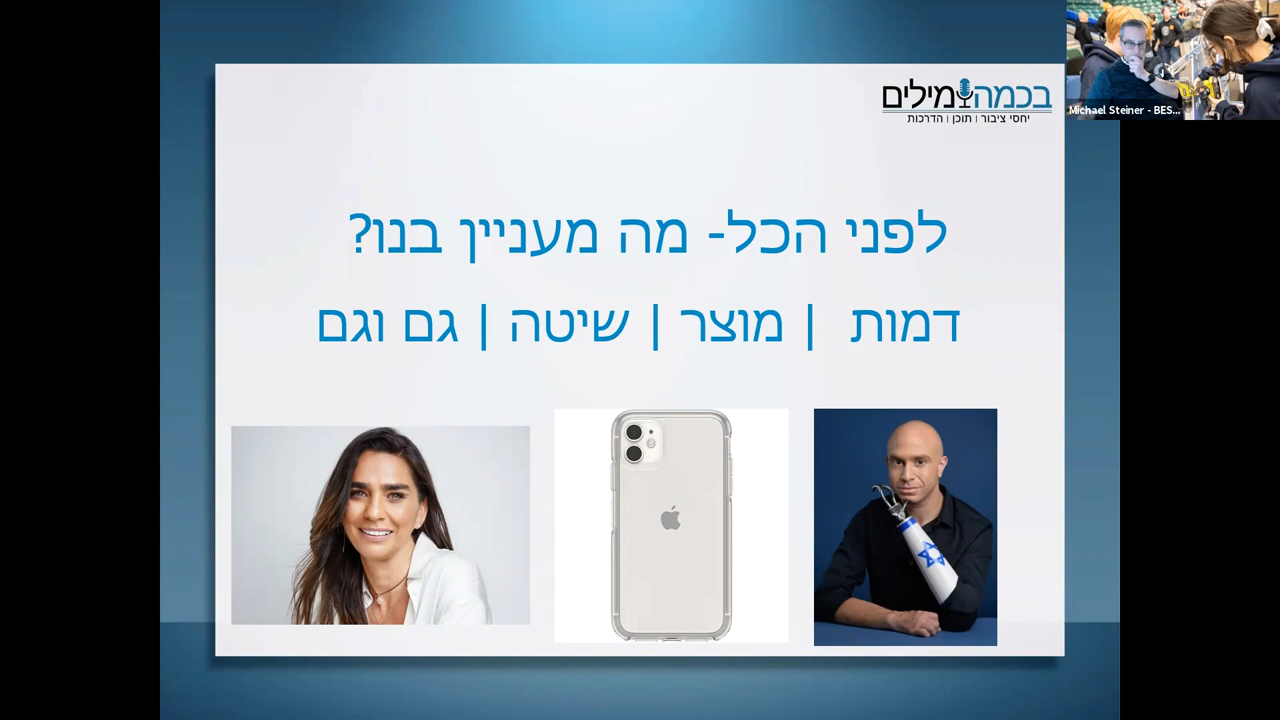 בכמה מילים
יחסי ציבור | תוכן | הדרכות
Michael Steiner - BES...
לפני הכל- מה מעניין בנו?
דמות | מוצר | שיטה | גם וגם